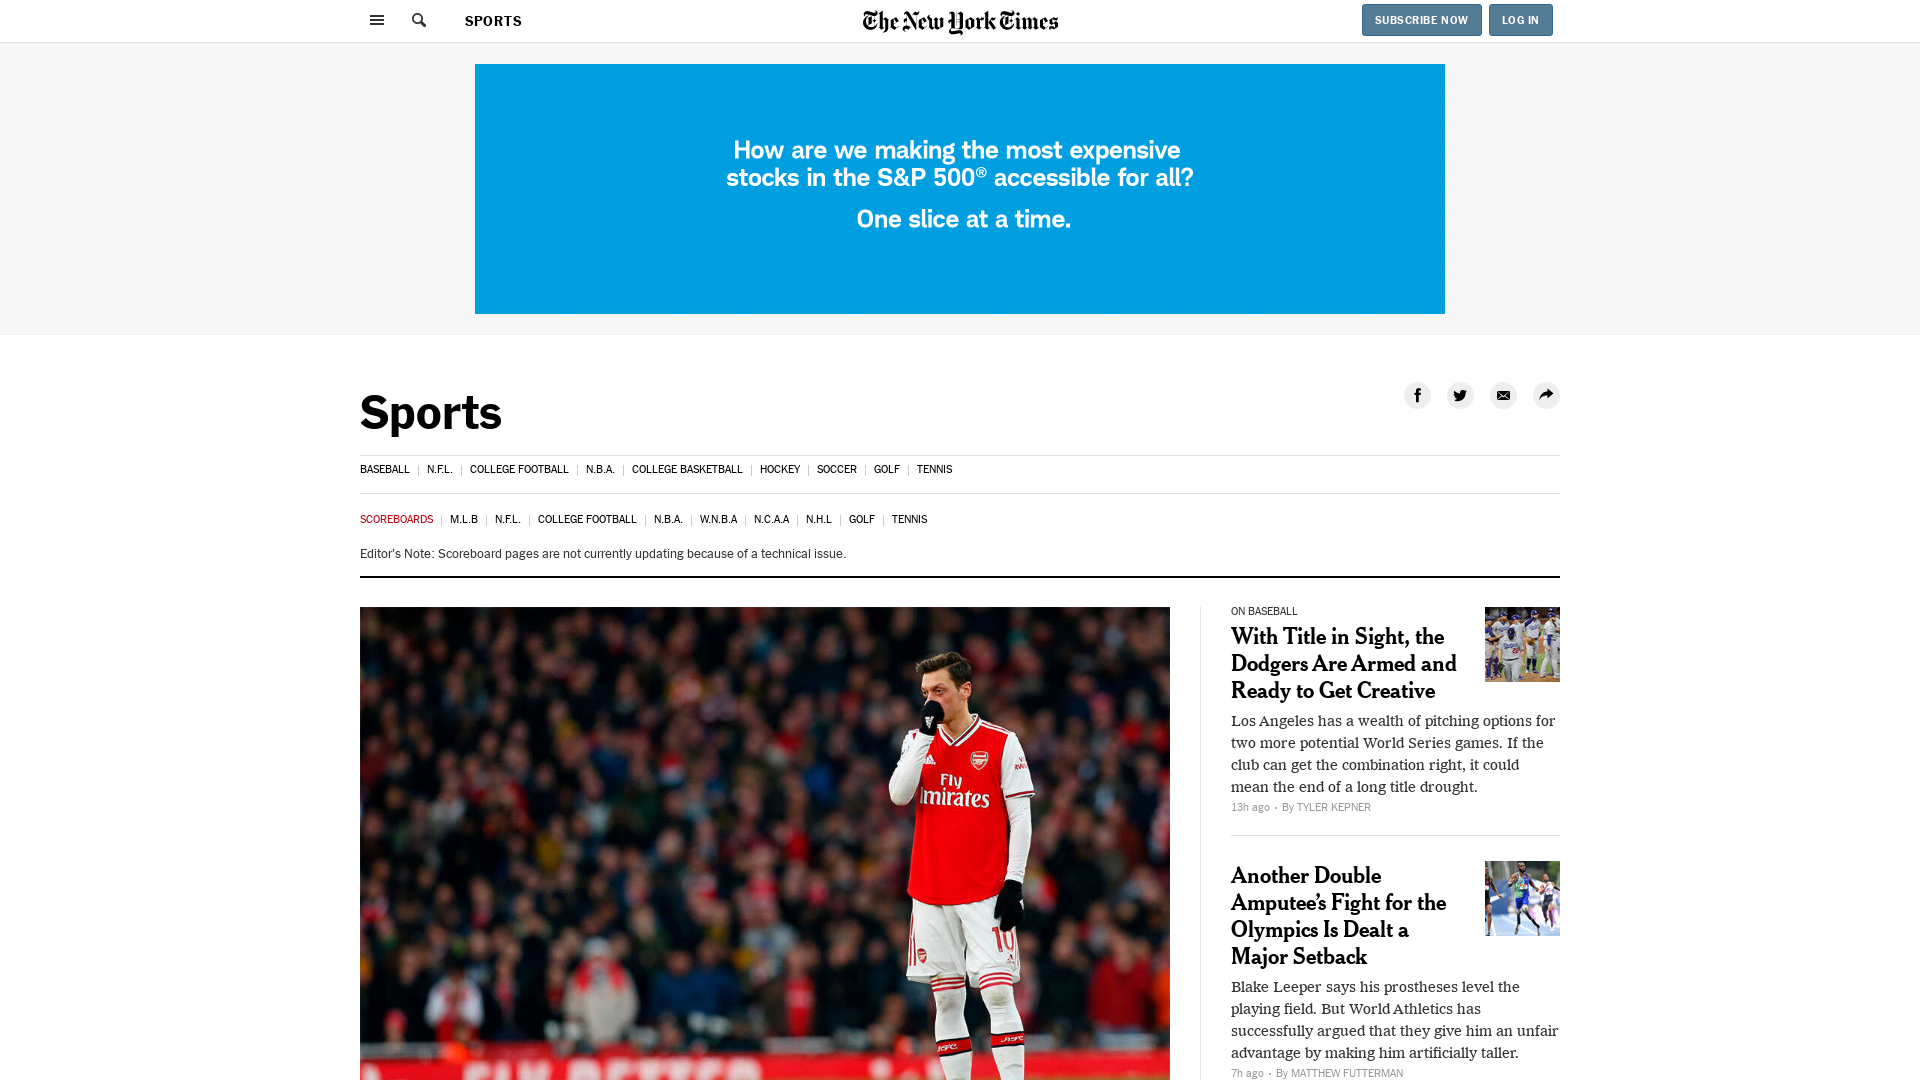 SPORTS
The New York Times
SUBSCRIBE NOW
LOG IN
How are we making the most expensive
stocks in the S&P 500® accessible for all?
One slice at a time.
Sports
BASEBALL | N.F.L. | COLLEGE FOOTBALL | N.B.A. | COLLEGE BASKETBALL | HOCKEY | SOCCER | GOLF | TENNIS
SCOREBOARDS | M.L.B | N.F.L. | COLLEGE FOOTBALL | N.B.A. | W.N.B.A | N.C.A.A | N.H.L | GOLF | TENNIS
Editor's Note: Scoreboard pages are not currently updating because of a technical issue.
Fly
Emirates
10
ON BASEBALL
With Title in Sight, the
Dodgers Are Armed and
Ready to Get Creative
Los Angeles has a wealth of pitching options for
two more potential World Series games. If the
club can get the combination right, it could
mean the end of a long title drought.
13h ago • By TYLER KEPNER
Another Double
Amputee’s Fight for the
Olympics Is Dealt a
Major Setback
Blake Leeper says his prostheses level the
playing field. But World Athletics has
successfully argued that they give him an unfair
advantage by making him artificially taller.
7h ago • By MATTHEW FUTTERMAN